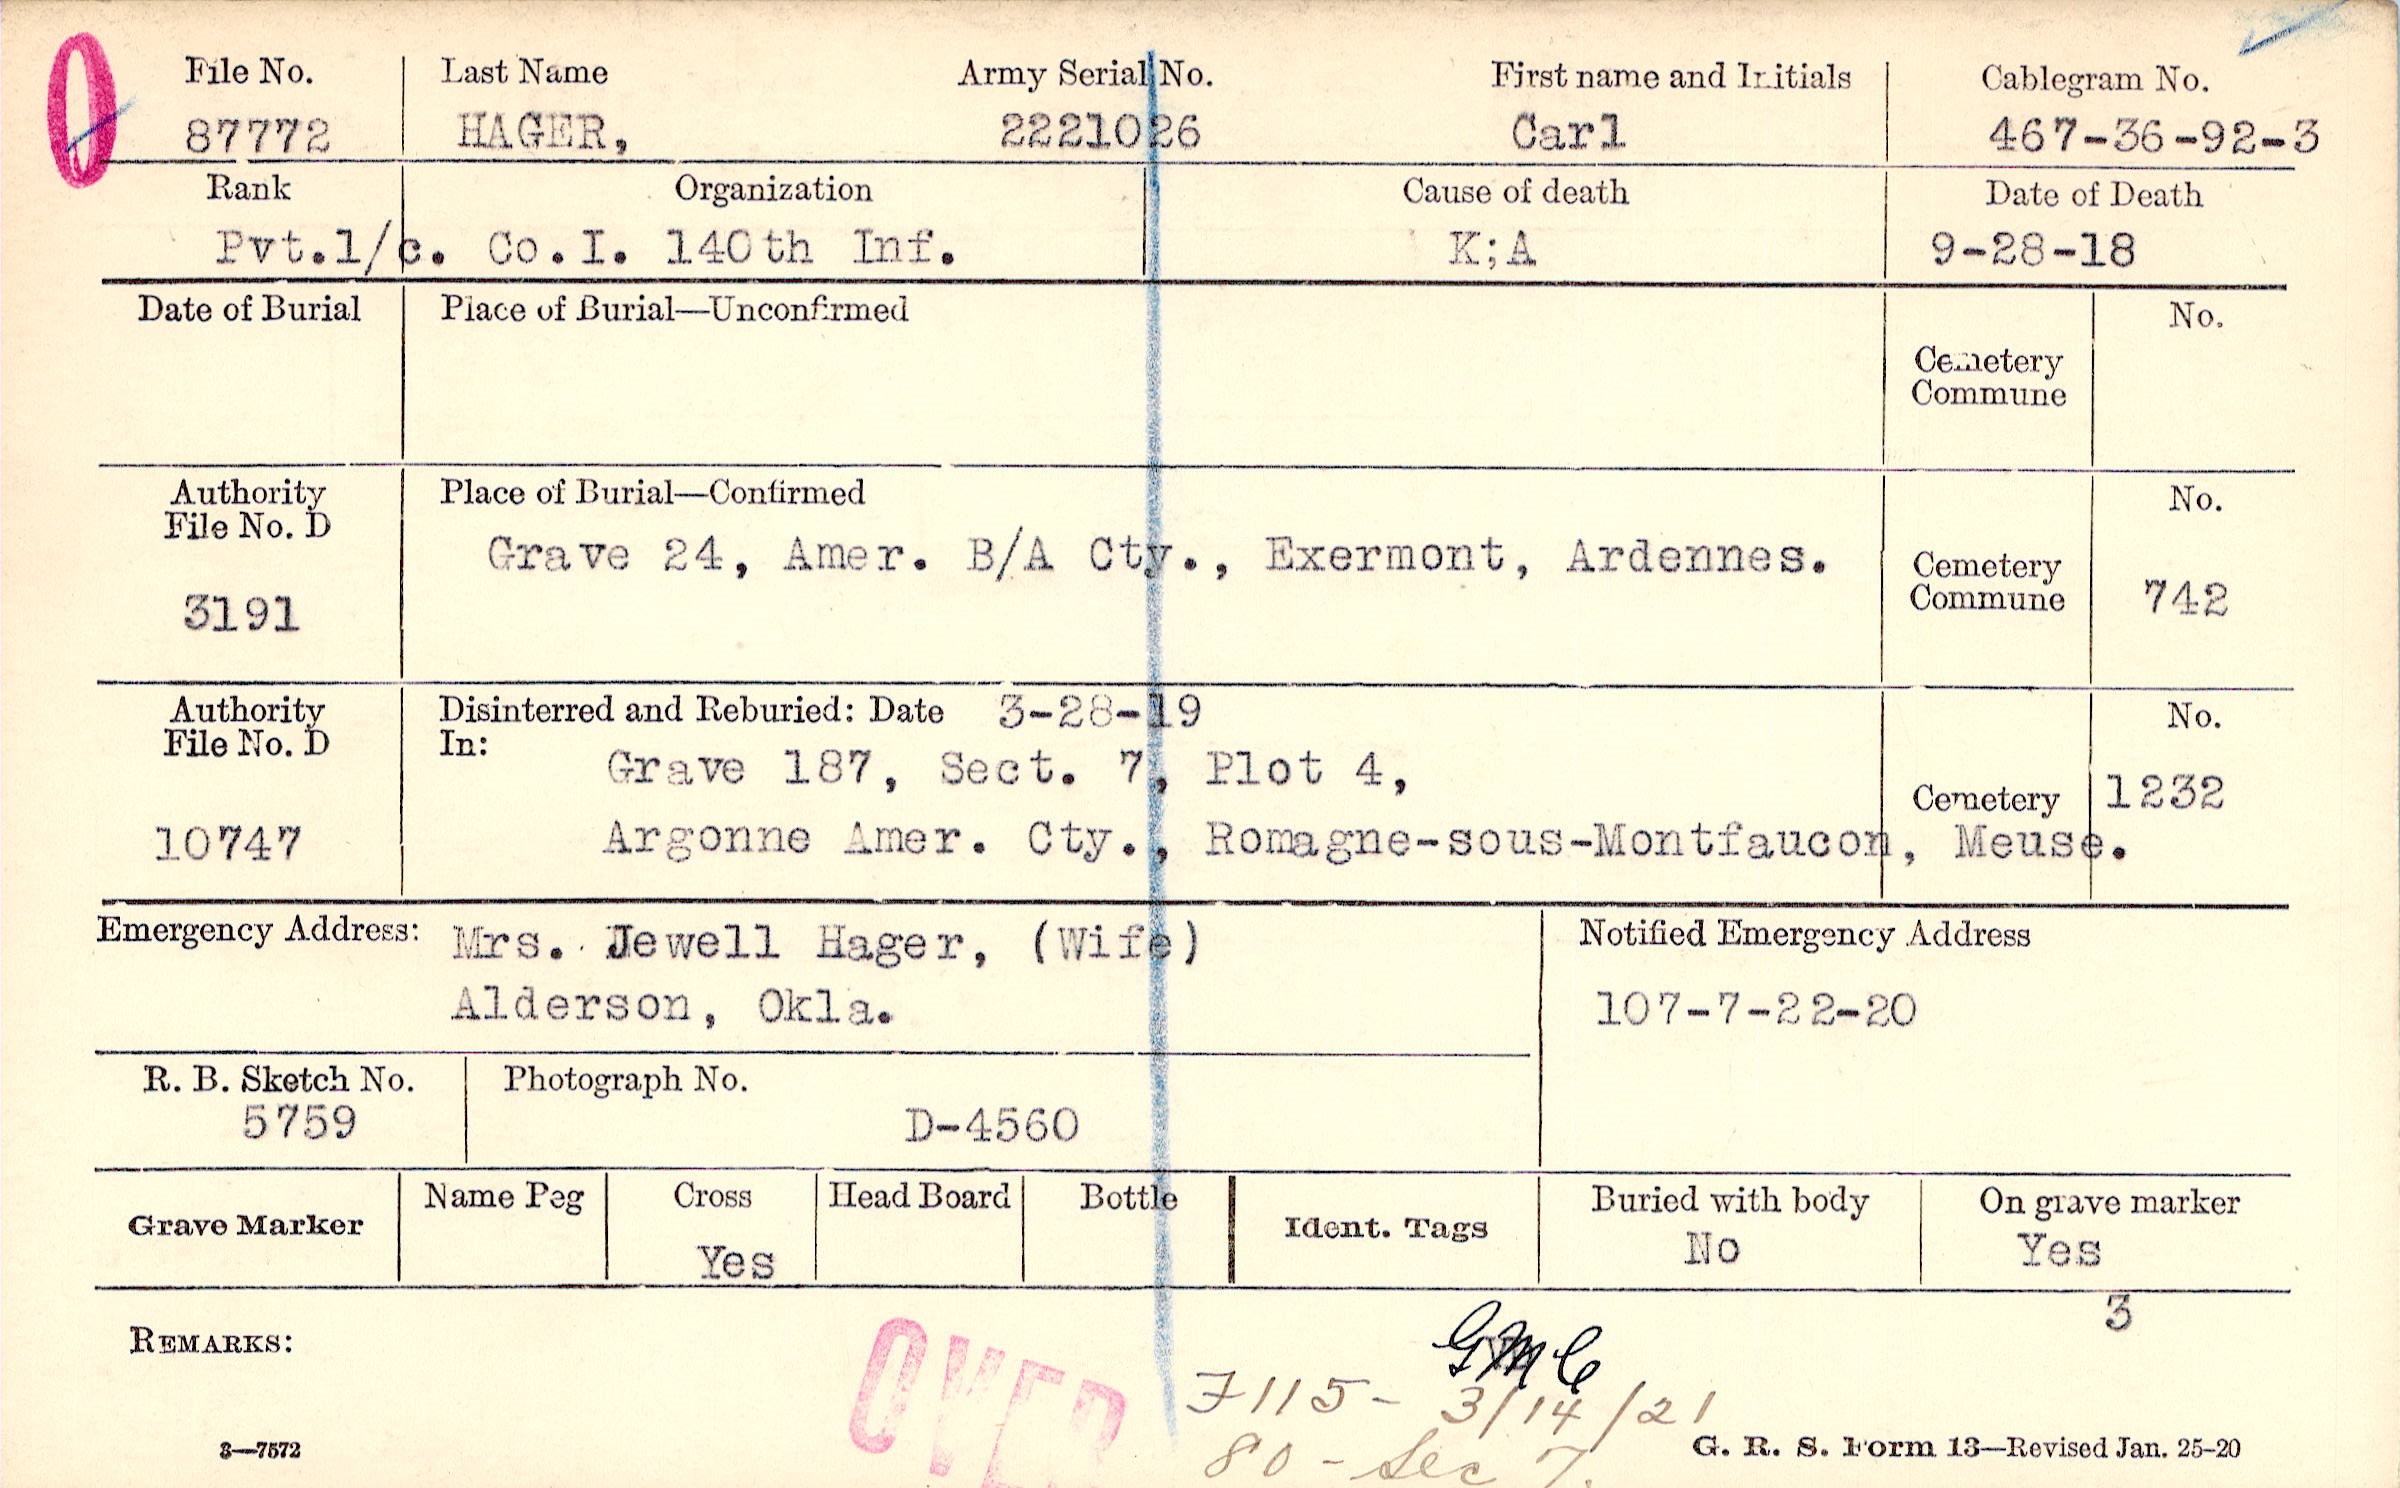 0
File No. Last Name Army Serial No. First name and Initials Cablegram No.
87772 HAGER, 2221026 Carl 467-36-92-3
Rank Organization Cause of death Date of Death
Pvt.1/c. Co.I. 140th Inf. K;A 9-28-18
Date of Burial Place of Burial—Unconfirmed No.
Cemetery
Commune
Authority Place of Burial—Confirmed No.
File No. D
Grave 24, Amer. B/A Cty., Exermont, Ardennes.
Cemetery
Commune
3191 742
Authority Disinterred and Reburied: Date 3-28-19 No.
File No. D In:
Grave 187, Sect. 7, Plot 4,
Cemetery 1232
10747 Argonne Amer. Cty., Romagne-sous-Montfaucon, Meuse.
Emergency Address: Mrs. Jewell Hager, (Wife) Notified Emergency Address
Alderson, Okla. 107-7-22-20
R. B. Sketch No. Photograph No.
5759 D-4560
Grave Marker Name Peg Cross Head Board Bottle Ident. Tags Buried with body On grave marker
Yes No Yes
3
REMARKS:
GMC
OVER
F115- 3/14/21
80 - Sec 7.
3—7572 G. R. S. Form 13—Revised Jan. 25-20